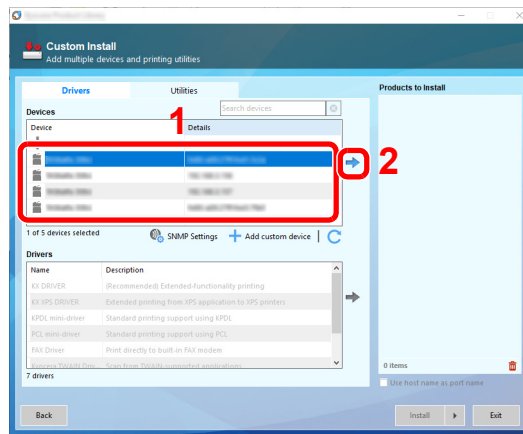 Custom Install
Add multiple devices and printing utilities
Drivers
Utilities
Products to Install
1
Devices
Search devices
Device
Details
2
1 of 5 devices selected
SNMP Settings
Add custom device
Drivers
Name
Description
KX DRIVER
(Recommended) Extended-functionality printing
KX XPS DRIVER
Extended printing from XPS application to XPS printers
KPDL mini-driver
Standard printing support using KPDL
PCL mini-driver
Standard printing support using PCL
FAX Driver
Print directly to built-in FAX modem
Kyocera TWAIN Driv...
Scan from TWAIN-supported applications
7 drivers
0 items
Use host name as port name
Back
Install
Exit